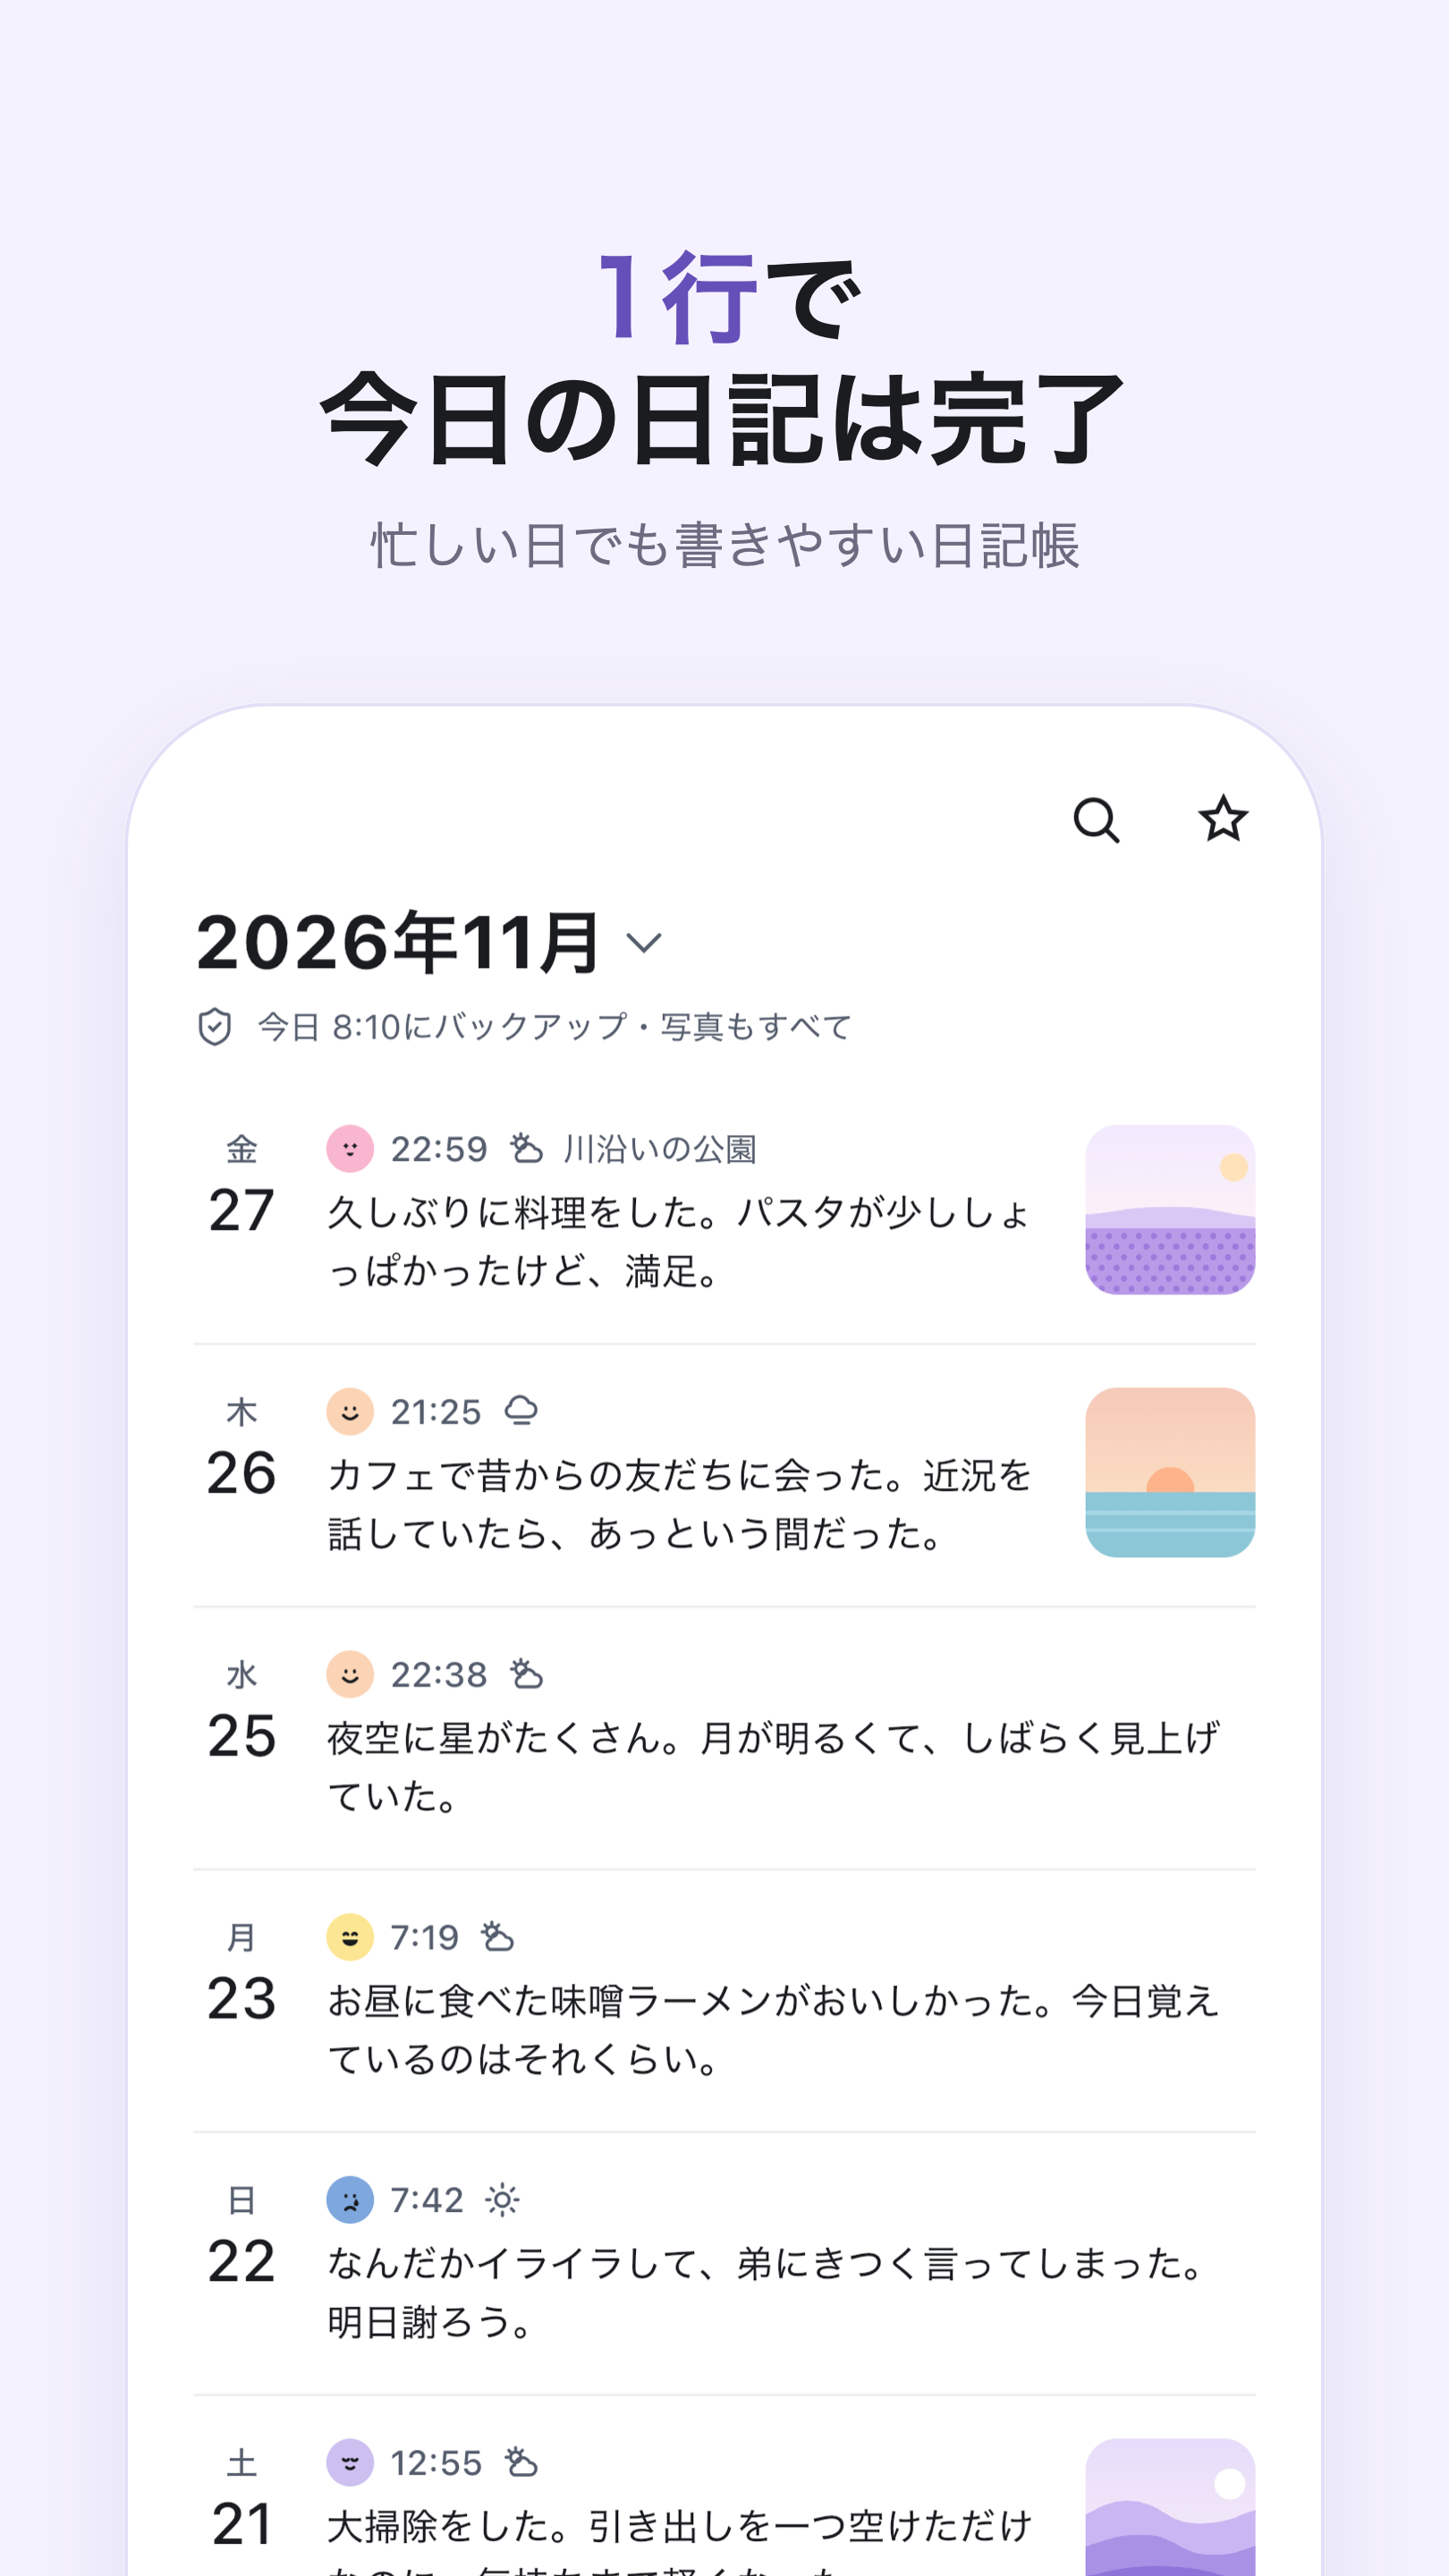 1行で
今日の日記は完了
忙しい日でも書きやすい日記帳
2026年11月
今日 8:10にバックアップ・写真もすべて
金
27
22:59 川沿いの公園
久しぶりに料理をした。パスタが少ししょ
っぱかったけど、満足。
木
26
21:25
カフェで昔からの友だちに会った。近況を
話していたら、あっという間だった。
水
25
22:38
夜空に星がたくさん。月が明るくて、しばらく見上げ
ていた。
月
23
7:19
お昼に食べた味噌ラーメンがおいしかった。今日覚え
ているのはそれくらい。
日
22
7:42
なんだかイライラして、弟にきつく言ってしまった。
明日謝ろう。
土
21
12:55
大掃除をした。引き出しを一つ空けただけ